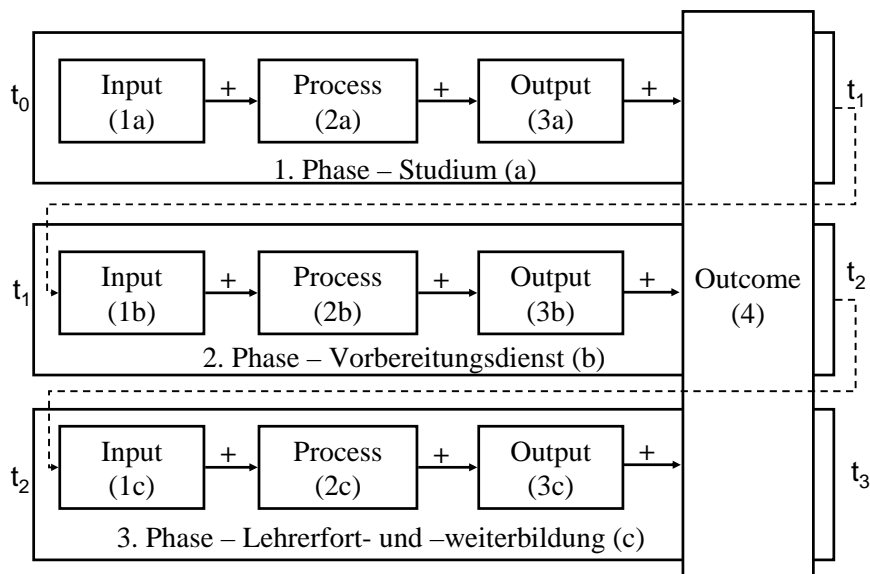 t0
Input
(1a)
+
Process
(2a)
+
Output
(3a)
+
t1
1. Phase – Studium (a)
t1
Input
(1b)
+
Process
(2b)
+
Output
(3b)
+
Outcome
(4)
t2
2. Phase – Vorbereitungsdienst (b)
t2
Input
(1c)
+
Process
(2c)
+
Output
(3c)
+
t3
3. Phase – Lehrerfort- und –weiterbildung (c)